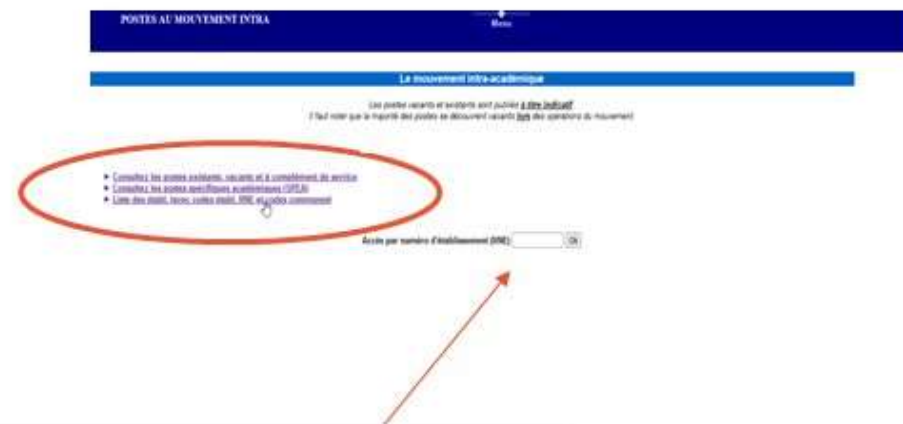 POSTES AU MOUVEMENT INTRA
Menu
Le mouvement intra-académique
Les postes vacants et existants sont publiés à titre indicatif
Il faut noter que la majorité des postes se découvrent vacants lors des opérations du mouvement
Consultez les postes existants, vacants et à complément de service
Consultez les postes spécifiques académiques (SPEA)
Liste des établ, codes établ, RNE et codes communes
Accès par numéro d'établissement (RNE)
Ok